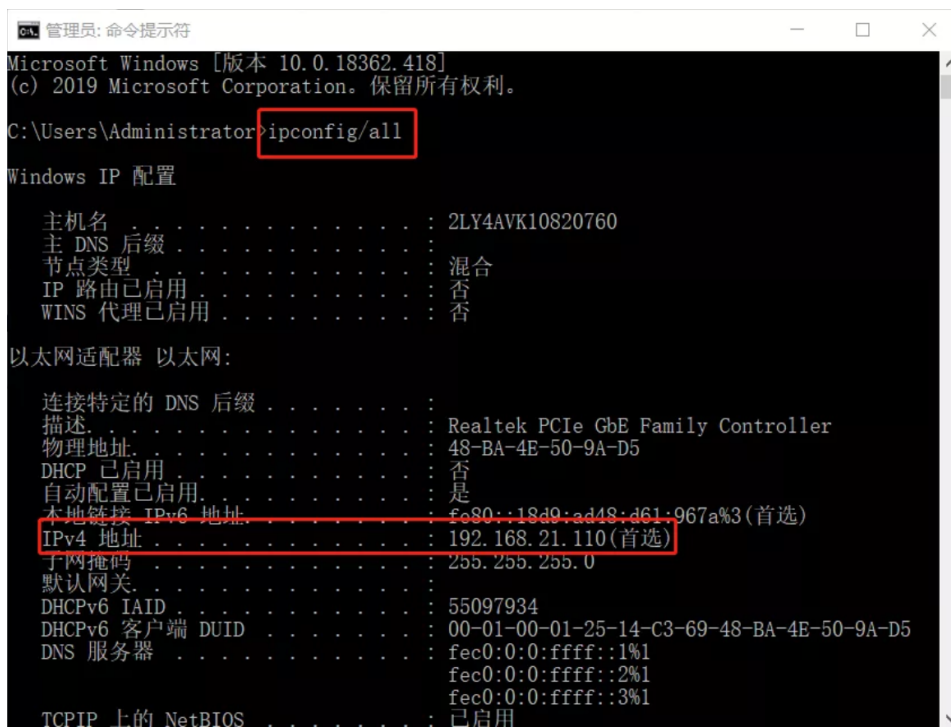 管理员: 命令提示符
Microsoft Windows [版本 10.0.18362.418]
(c) 2019 Microsoft Corporation。保留所有权利。
C:\Users\Administrator>ipconfig/all
Windows IP 配置
主机名 . . . . . . . . . . . . . : 2LY4AVK10820760
主 DNS 后缀 . . . . . . . . . . . :
节点类型 . . . . . . . . . . . . : 混合
IP 路由已启用 . . . . . . . . . . : 否
WINS 代理已启用 . . . . . . . . . : 否
以太网适配器 以太网:
连接特定的 DNS 后缀 . . . . . . . :
描述. . . . . . . . . . . . . . . : Realtek PCIe GbE Family Controller
物理地址. . . . . . . . . . . . . : 48-BA-4E-50-9A-D5
DHCP 已启用 . . . . . . . . . . . : 否
自动配置已启用. . . . . . . . . . : 是
本地链接 IPv6 地址. . . . . . . . : fe80::18d9:ad48:d61:967a%3(首选)
IPv4 地址 . . . . . . . . . . . . : 192.168.21.110(首选)
子网掩码 . . . . . . . . . . . . : 255.255.255.0
默认网关. . . . . . . . . . . . . :
DHCPv6 IAID . . . . . . . . . . . : 55097934
DHCPv6 客户端 DUID . . . . . . . : 00-01-00-01-25-14-C3-69-48-BA-4E-50-9A-D5
DNS 服务器 . . . . . . . . . . . : fec0:0:0:ffff::1%1
fec0:0:0:ffff::2%1
fec0:0:0:ffff::3%1
TCPIP 上的 NetBIOS . . . . . . . : 已启用